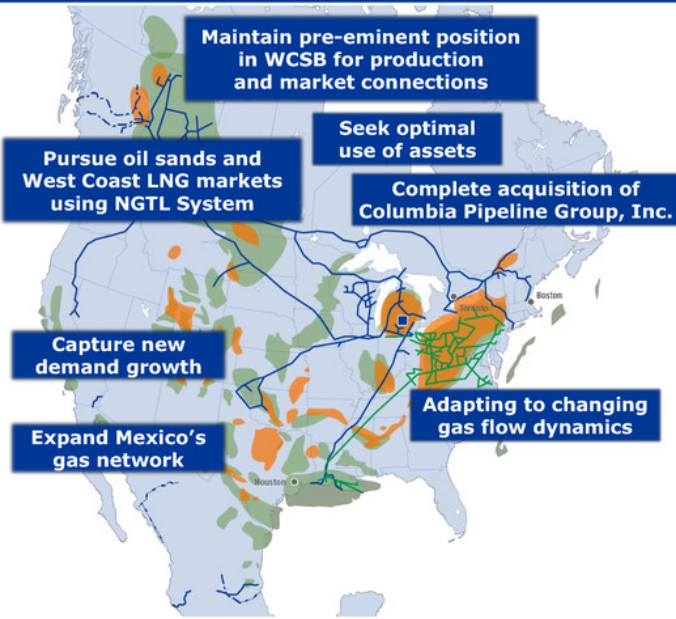 Maintain pre-eminent position
in WCSB for production
and market connections
Seek optimal
use of assets
Pursue oil sands and
West Coast LNG markets
using NGTL System
Complete acquisition of
Columbia Pipeline Group, Inc.
Boston
Toronto
Capture new
demand growth
Adapting to changing
gas flow dynamics
Expand Mexico's
gas network
Houston